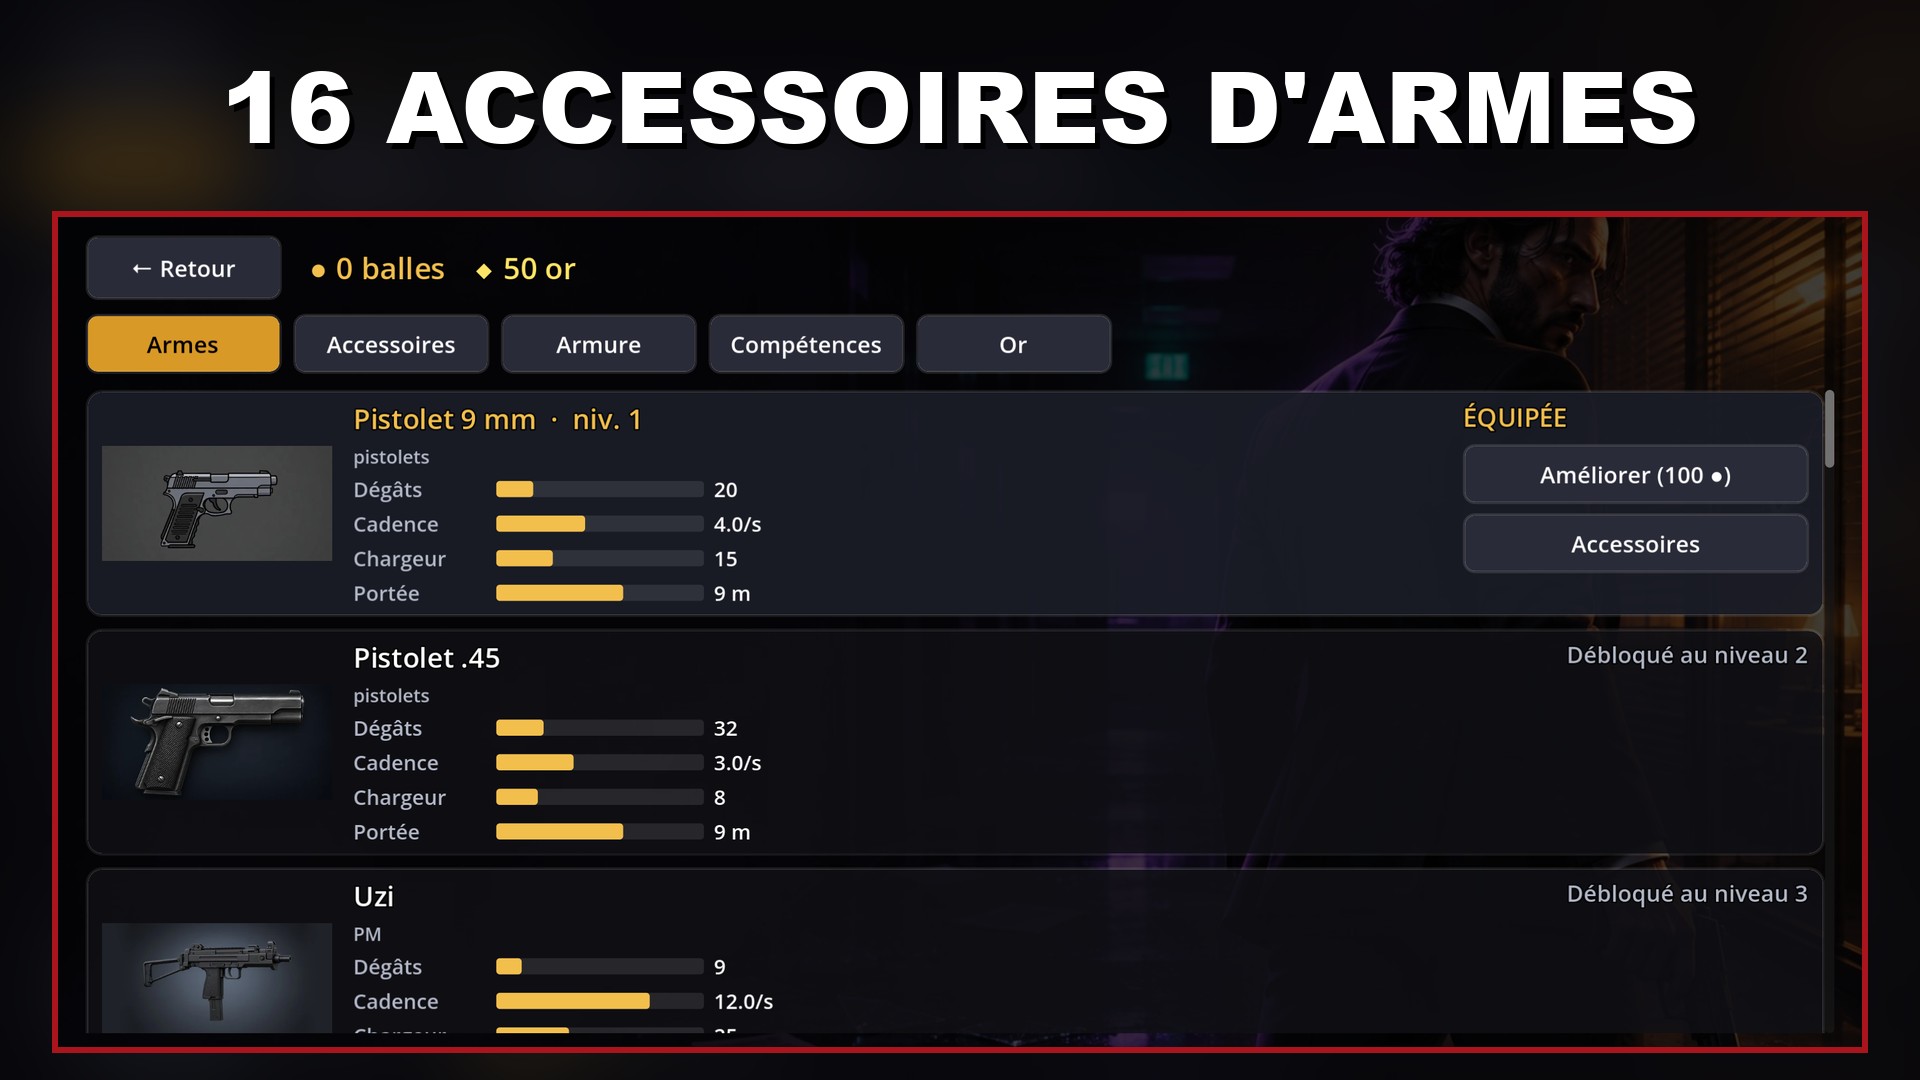 16 ACCESSOIRES D'ARMES
← Retour
● 0 balles ◆ 50 or
Armes
Accessoires
Armure
Compétences
Or
Pistolet 9 mm · niv. 1
pistolets
Dégâts 20
Cadence 4.0/s
Chargeur 15
Portée 9 m
ÉQUIPÉE
Améliorer (100 ●)
Accessoires
Pistolet .45
pistolets
Dégâts 32
Cadence 3.0/s
Chargeur 8
Portée 9 m
Débloqué au niveau 2
Uzi
PM
Dégâts 9
Cadence 12.0/s
Débloqué au niveau 3